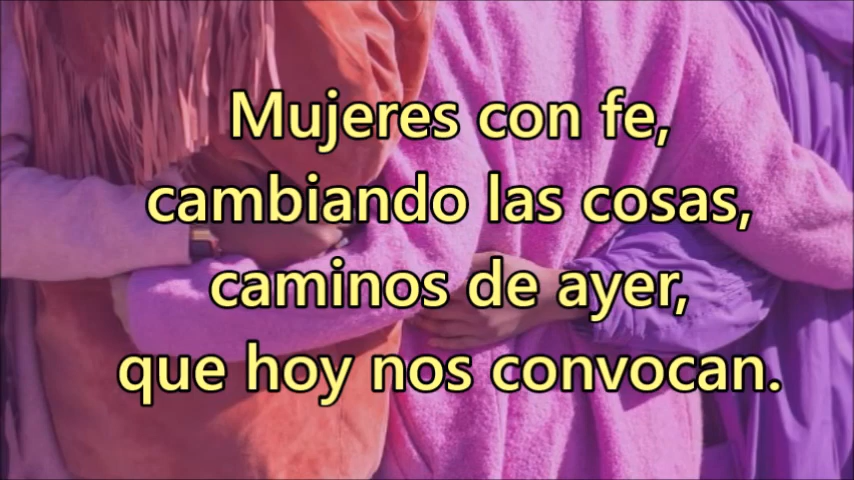 Mujeres con fe,
cambiando las cosas,
caminos de ayer,
que hoy nos convocan.